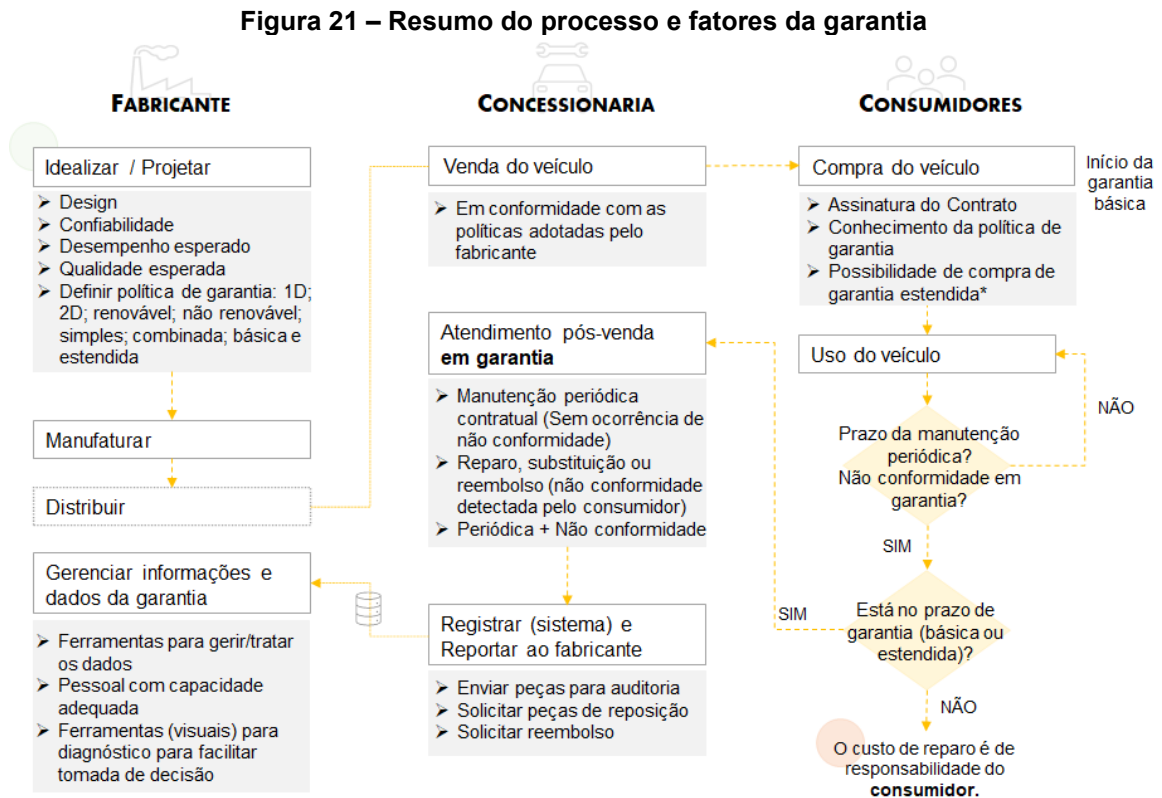 Figura 21 – Resumo do processo e fatores da garantia
FABRICANTE
Idealizar / Projetar
➢ Design
➢ Confiabilidade
➢ Desempenho esperado
➢ Qualidade esperada
➢ Definir política de garantia: 1D;
2D; renovável; não renovável;
simples; combinada; básica e
estendida
Manufaturar
Distribuir
Gerenciar informações e
dados da garantia
➢ Ferramentas para gerir/tratar
os dados
➢ Pessoal com capacidade
adequada
➢ Ferramentas (visuais) para
diagnóstico para facilitar
tomada de decisão
CONCESSIONARIA
Venda do veículo
➢ Em conformidade com as
políticas adotadas pelo
fabricante
Atendimento pós-venda
em garantia
➢ Manutenção periódica
contratual (Sem ocorrência de
não conformidade)
➢ Reparo, substituição ou
reembolso (não conformidade
detectada pelo consumidor)
➢ Periódica + Não conformidade
Registrar (sistema) e
Reportar ao fabricante
➢ Enviar peças para auditoria
➢ Solicitar peças de reposição
➢ Solicitar reembolso
CONSUMIDORES
Compra do veículo
Início da
garantia
básica
➢ Assinatura do Contrato
➢ Conhecimento da política de
garantia
➢ Possibilidade de compra de
garantia estendida*
Uso do veículo
NÃO
Prazo da manutenção
periódica?
Não conformidade em
garantia?
SIM
SIM
Está no prazo de
garantia (básica ou
estendida)?
NÃO
O custo de reparo é de
responsabilidade do
consumidor.